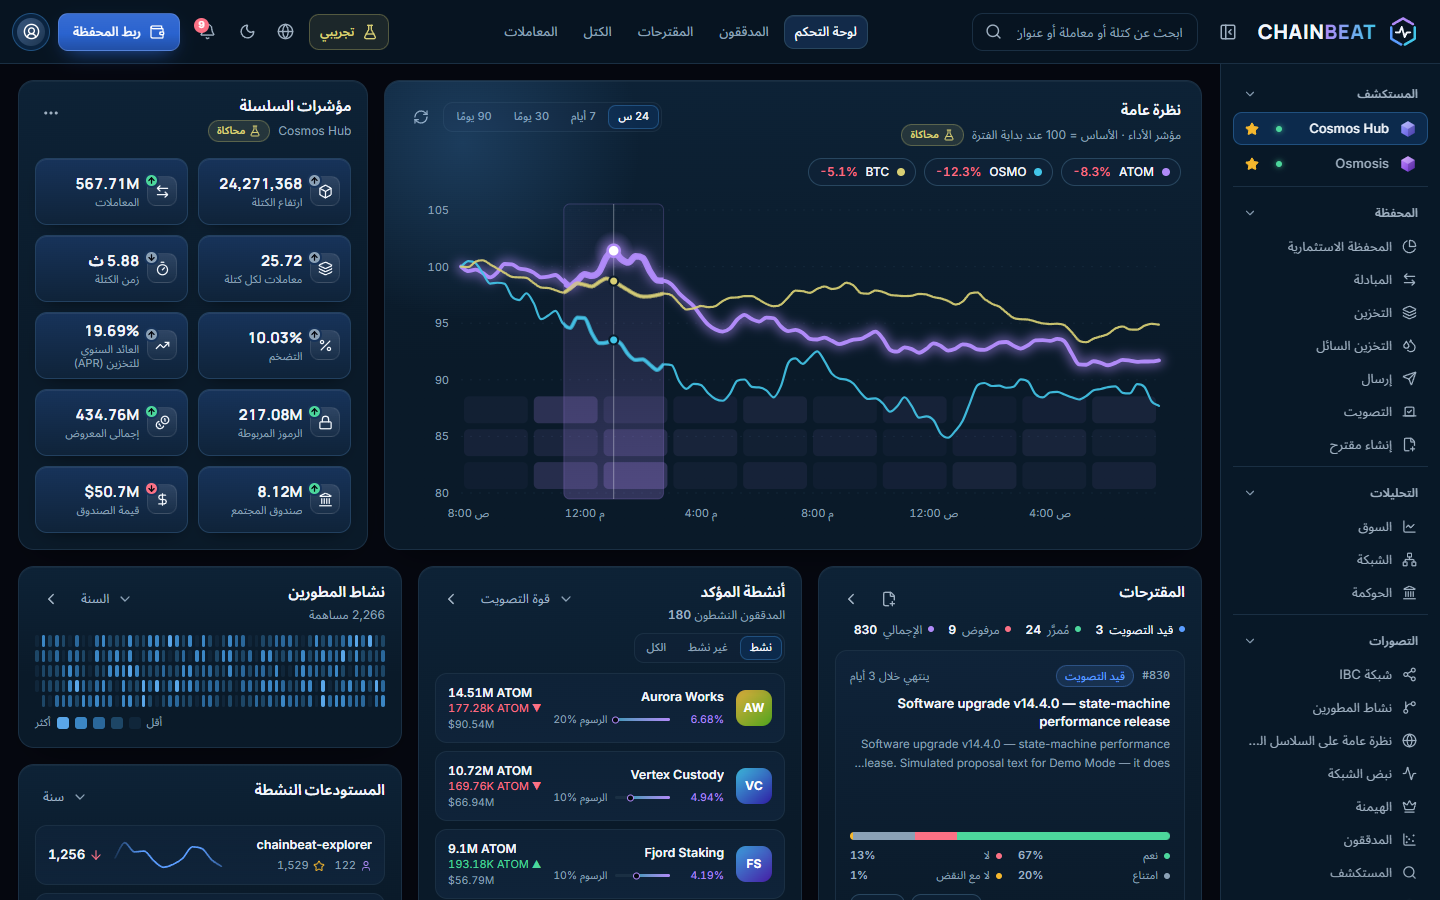 CHAINBEAT
ابحث عن كتلة أو معاملة أو عنوان
لوحة التحكم
المدققون
المقترحات
الكتل
المعاملات
تجريبي
9
ربط المحفظة
المستكشف
Cosmos Hub
Osmosis
المحفظة
المحفظة الاستثمارية
المبادلة
التخزين
التخزين السائل
إرسال
التصويت
إنشاء مقترح
التحليلات
السوق
الشبكة
الحوكمة
التصورات
شبكة IBC
نشاط المطورين
نظرة عامة على السلاسل ال...
نبض الشبكة
الهيمنة
المدققون
المستكشف
نظرة عامة
مؤشر الأداء · الأساس = 100 عند بداية الفترة
محاكاة
24 س
7 أيام
30 يومًا
90 يومًا
ATOM -8.3%
OSMO -12.3%
BTC -5.1%
105
100
95
90
85
80
8:00 ص
12:00 م
4:00 م
8:00 م
12:00 ص
4:00 ص
مؤشرات السلسلة
Cosmos Hub
محاكاة
24,271,368
ارتفاع الكتلة
567.71M
المعاملات
25.72
معاملات لكل كتلة
5.88 ث
زمن الكتلة
10.03%
التضخم
19.69%
العائد السنوي
للتخزين (APR)
217.08M
الرموز المربوطة
434.76M
إجمالي المعروض
8.12M
صندوق المجتمع
$50.7M
قيمة الصندوق
المقترحات
قيد التصويت 3
مُمرَّر 24
مرفوض 9
الإجمالي 830
#830
قيد التصويت
ينتهي خلال 3 أيام
Software upgrade v14.4.0 — state-machine
performance release
Software upgrade v14.4.0 — state-machine performance
...lease. Simulated proposal text for Demo Mode — it does
نعم 67%
لا 13%
امتناع 20%
لا مع النقض 1%
أنشطة المؤكد
المدققون النشطون 180
قوة التصويت
نشط
غير نشط
الكل
AW
Aurora Works
6.68%
الرسوم 20%
14.51M ATOM
177.28K ATOM ▼
$90.54M
VC
Vertex Custody
4.94%
الرسوم 10%
10.72M ATOM
169.76K ATOM ▼
$66.94M
FS
Fjord Staking
4.19%
الرسوم 10%
9.1M ATOM
193.18K ATOM ▲
$56.79M
نشاط المطورين
2,266 مساهمة
السنة
أقل
أكثر
المستودعات النشطة
سنة
chainbeat-explorer
122
1,529
1,256